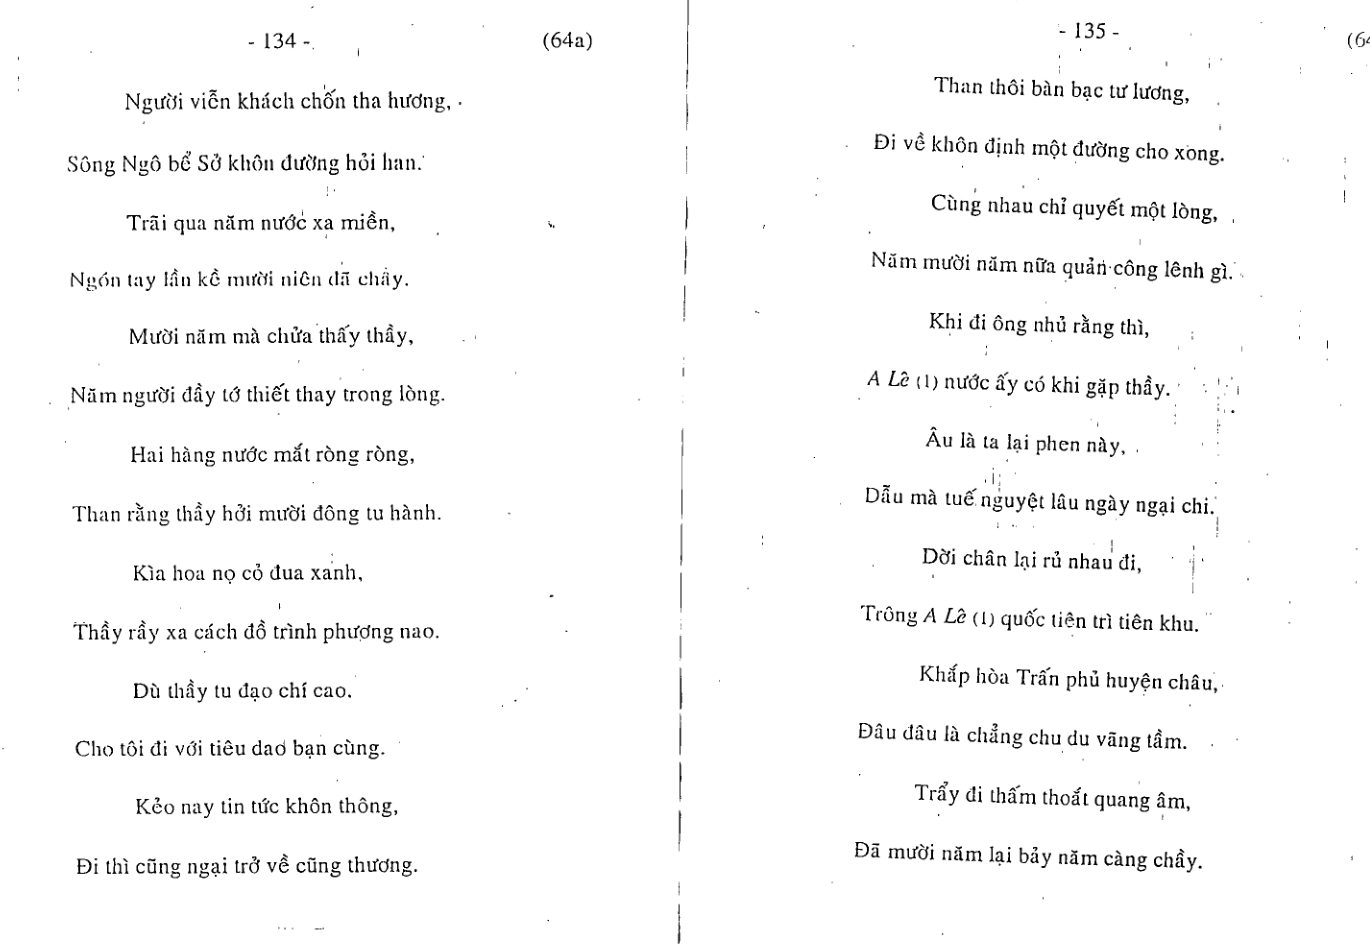 - 134 -
(64a)
Người viễn khách chốn tha hương,
Sông Ngô bể Sở khôn đường hỏi han.
Trãi qua năm nước xa miền,
Ngón tay lần kể mười niên đã chầy.
Mười năm mà chửa thấy thầy,
Năm người đầy tớ thiết thay trong lòng.
Hai hàng nước mắt ròng ròng,
Than rằng thầy hởi mười đông tu hành.
Kìa hoa nọ cỏ đua xanh,
Thầy rầy xa cách đồ trình phương nao.
Dù thầy tu đạo chí cao.
Cho tôi đi với tiêu dao bạn cùng.
Kẻo nay tin tức khôn thông,
Đi thì cũng ngại trở về cũng thương.
- 135 -
(64
Than thôi bàn bạc tư lương,
Đi về khôn định một đường cho xong.
Cùng nhau chỉ quyết một lòng,
Năm mười năm nữa quản công lênh gì.
Khi đi ông nhủ rằng thì,
A Lê (1) nước ấy có khi gặp thầy.
Âu là ta lại phen này,
Dẫu mà tuế nguyệt lâu ngày ngại chi.
Dời chân lại rủ nhau đi,
Trông A Lê (1) quốc tiện trì tiên khu.
Khắp hòa Trấn phủ huyện châu,
Đâu đâu là chẳng chu du vãng tầm.
Trẩy đi thấm thoắt quang âm,
Đã mười năm lại bảy năm càng chầy.